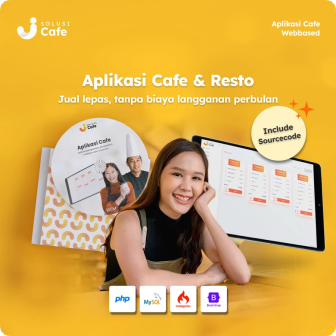 SOLUSI
Cafe
Aplikasi Cafe
Webbased
Aplikasi Cafe & Resto
Jual lepas, tanpa biaya langganan perbulan
Include
Sourcecode
Cafe
Aplikasi Cafe
php
MySQL
Bootstrap